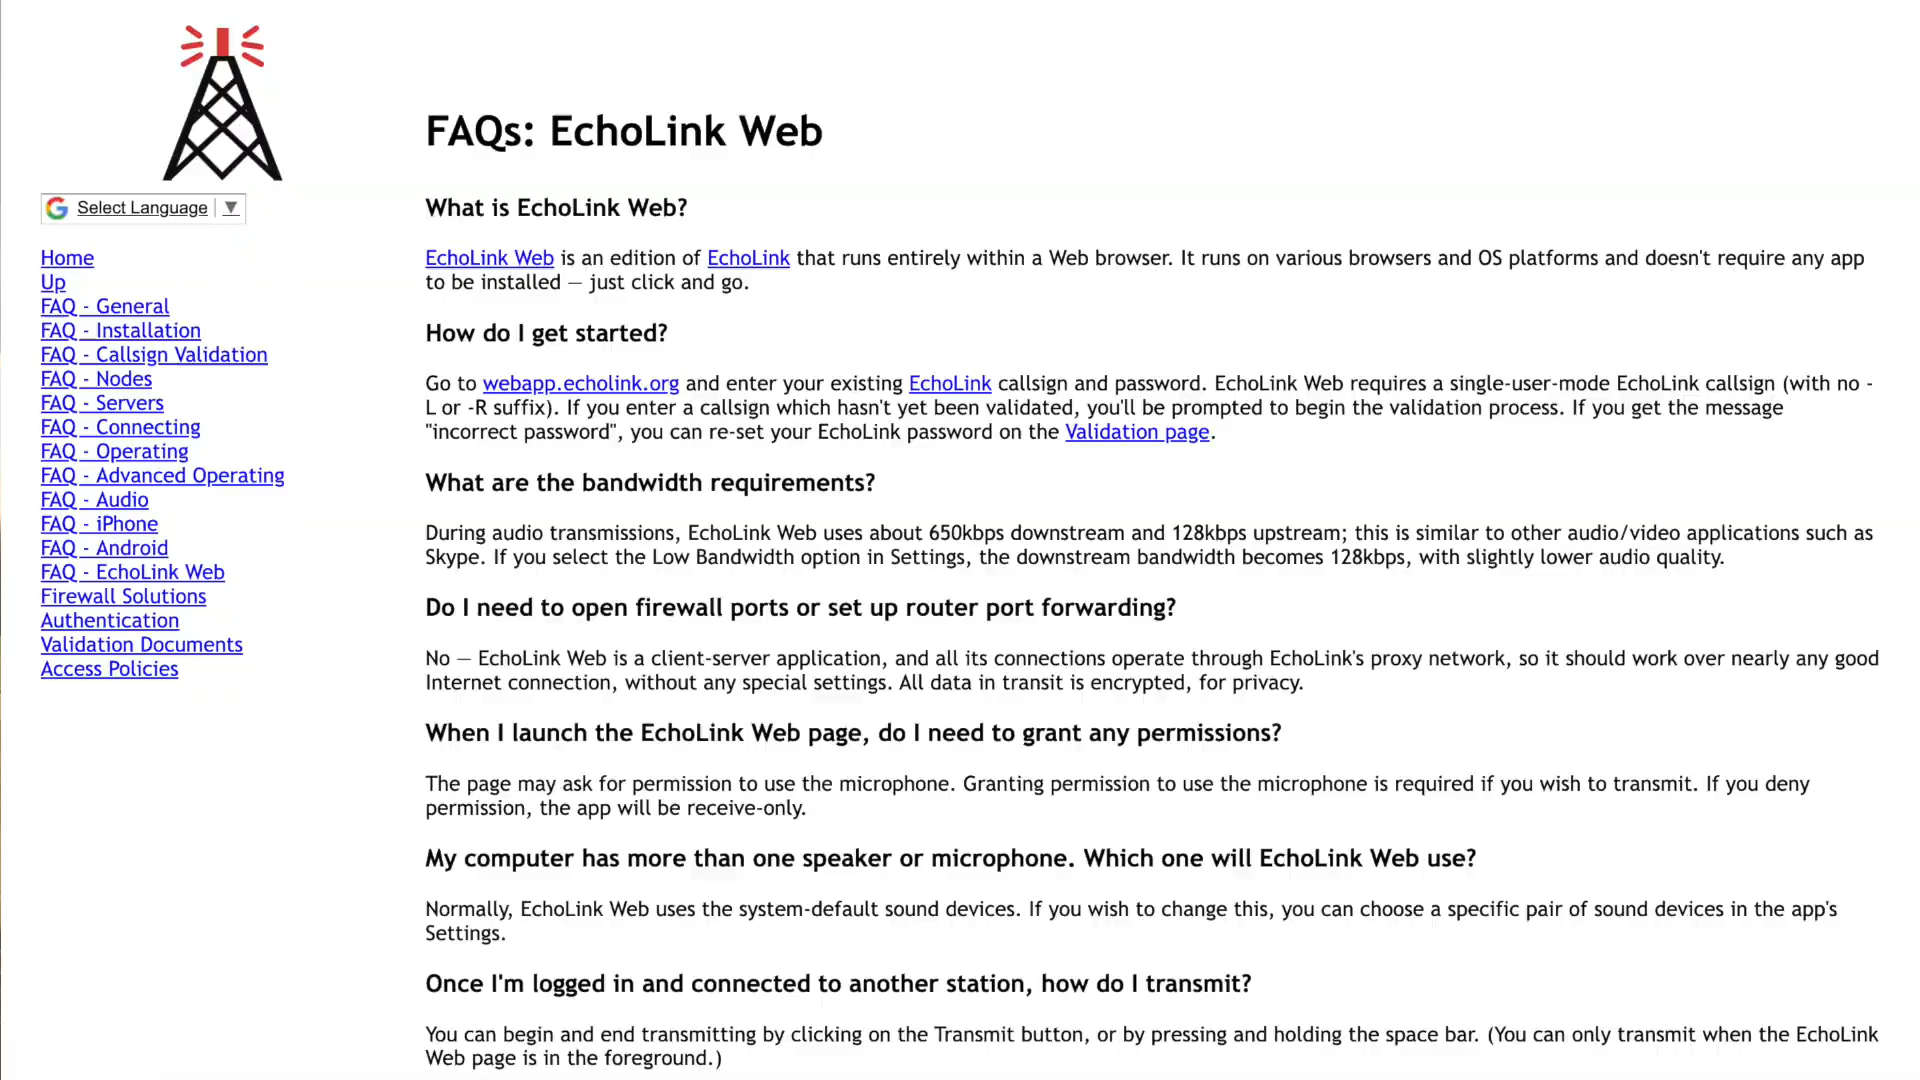 FAQs: EchoLink Web
Select Language ▼
Home
Up
FAQ - General
FAQ - Installation
FAQ - Callsign Validation
FAQ - Nodes
FAQ - Servers
FAQ - Connecting
FAQ - Operating
FAQ - Advanced Operating
FAQ - Audio
FAQ - iPhone
FAQ - Android
FAQ - EchoLink Web
Firewall Solutions
Authentication
Validation Documents
Access Policies
What is EchoLink Web?
EchoLink Web is an edition of EchoLink that runs entirely within a Web browser. It runs on various browsers and OS platforms and doesn't require any app
to be installed — just click and go.
How do I get started?
Go to webapp.echolink.org and enter your existing EchoLink callsign and password. EchoLink Web requires a single-user-mode EchoLink callsign (with no -
L or -R suffix). If you enter a callsign which hasn't yet been validated, you'll be prompted to begin the validation process. If you get the message
"incorrect password", you can re-set your EchoLink password on the Validation page.
What are the bandwidth requirements?
During audio transmissions, EchoLink Web uses about 650kbps downstream and 128kbps upstream; this is similar to other audio/video applications such as
Skype. If you select the Low Bandwidth option in Settings, the downstream bandwidth becomes 128kbps, with slightly lower audio quality.
Do I need to open firewall ports or set up router port forwarding?
No — EchoLink Web is a client-server application, and all its connections operate through EchoLink's proxy network, so it should work over nearly any good
Internet connection, without any special settings. All data in transit is encrypted, for privacy.
When I launch the EchoLink Web page, do I need to grant any permissions?
The page may ask for permission to use the microphone. Granting permission to use the microphone is required if you wish to transmit. If you deny
permission, the app will be receive-only.
My computer has more than one speaker or microphone. Which one will EchoLink Web use?
Normally, EchoLink Web uses the system-default sound devices. If you wish to change this, you can choose a specific pair of sound devices in the app's
Settings.
Once I'm logged in and connected to another station, how do I transmit?
You can begin and end transmitting by clicking on the Transmit button, or by pressing and holding the space bar. (You can only transmit when the EchoLink
Web page is in the foreground.)